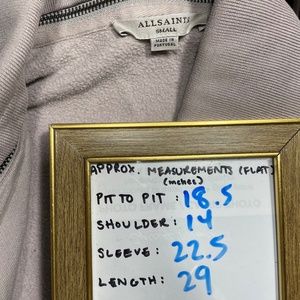 ALLSAINTS
SMALL
MADE IN
PORTUGAL
APPROX. MEASUREMENTS (FLAT)
(inches)
PIT TO PIT : 18.5
SHOULDER : 14
SLEEVE : 22.5
LENGTH : 29